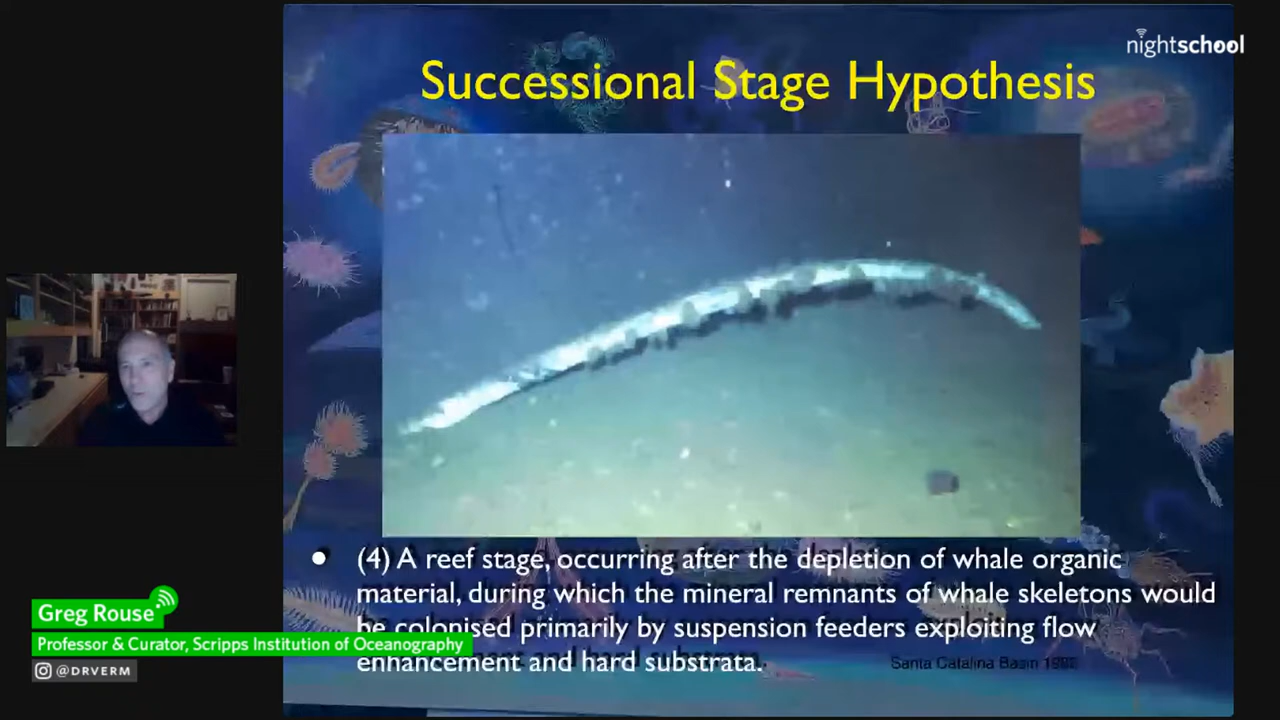 nightschool
Successional Stage Hypothesis
(4) A reef stage, occurring after the depletion of whale organic
material, during which the mineral remnants of whale skeletons would
be colonised primarily by suspension feeders exploiting flow
enhancement and hard substrata.
Santa Catalina Basin
Greg Rouse
Professor & Curator, Scripps Institution of Oceanography
@DRVERM